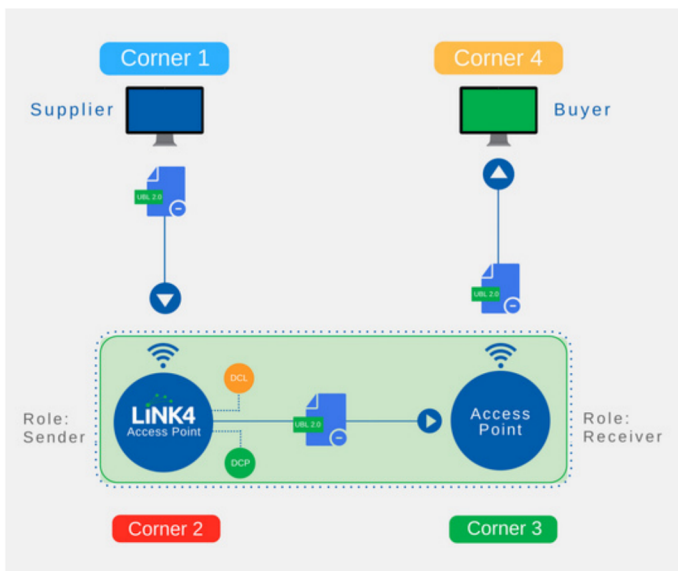 Corner 1
Corner 4
Supplier
Buyer
UBL 2.0
UBL 2.0
DCL
LiNK4
Access Point
UBL 2.0
Access
Point
Role:
Sender
Role:
Receiver
DCP
Corner 2
Corner 3